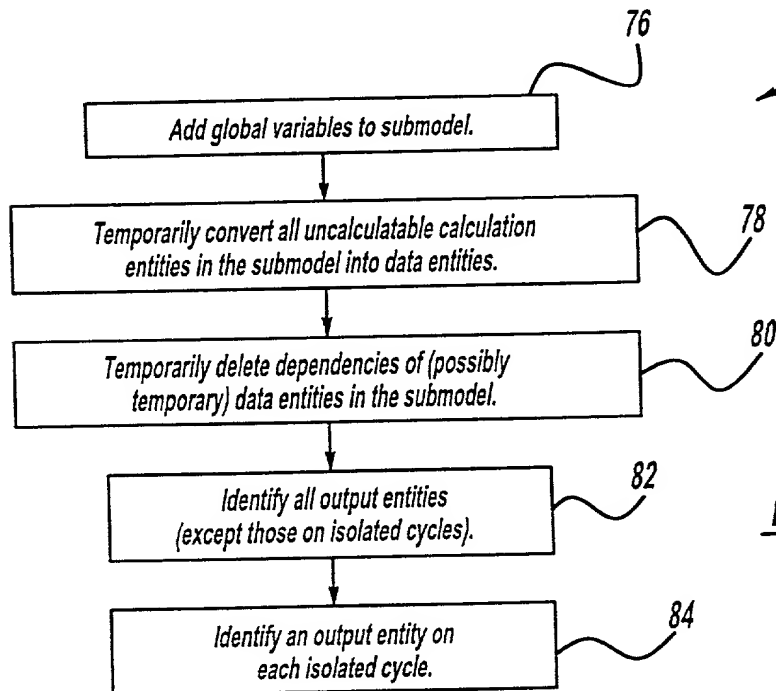 76
Add global variables to submodel.
78
Temporarily convert all uncalculatable calculation
entities in the submodel into data entities.
80
Temporarily delete dependencies of (possibly
temporary) data entities in the submodel.
82
Identify all output entities
(except those on isolated cycles).
84
Identify an output entity on
each isolated cycle.